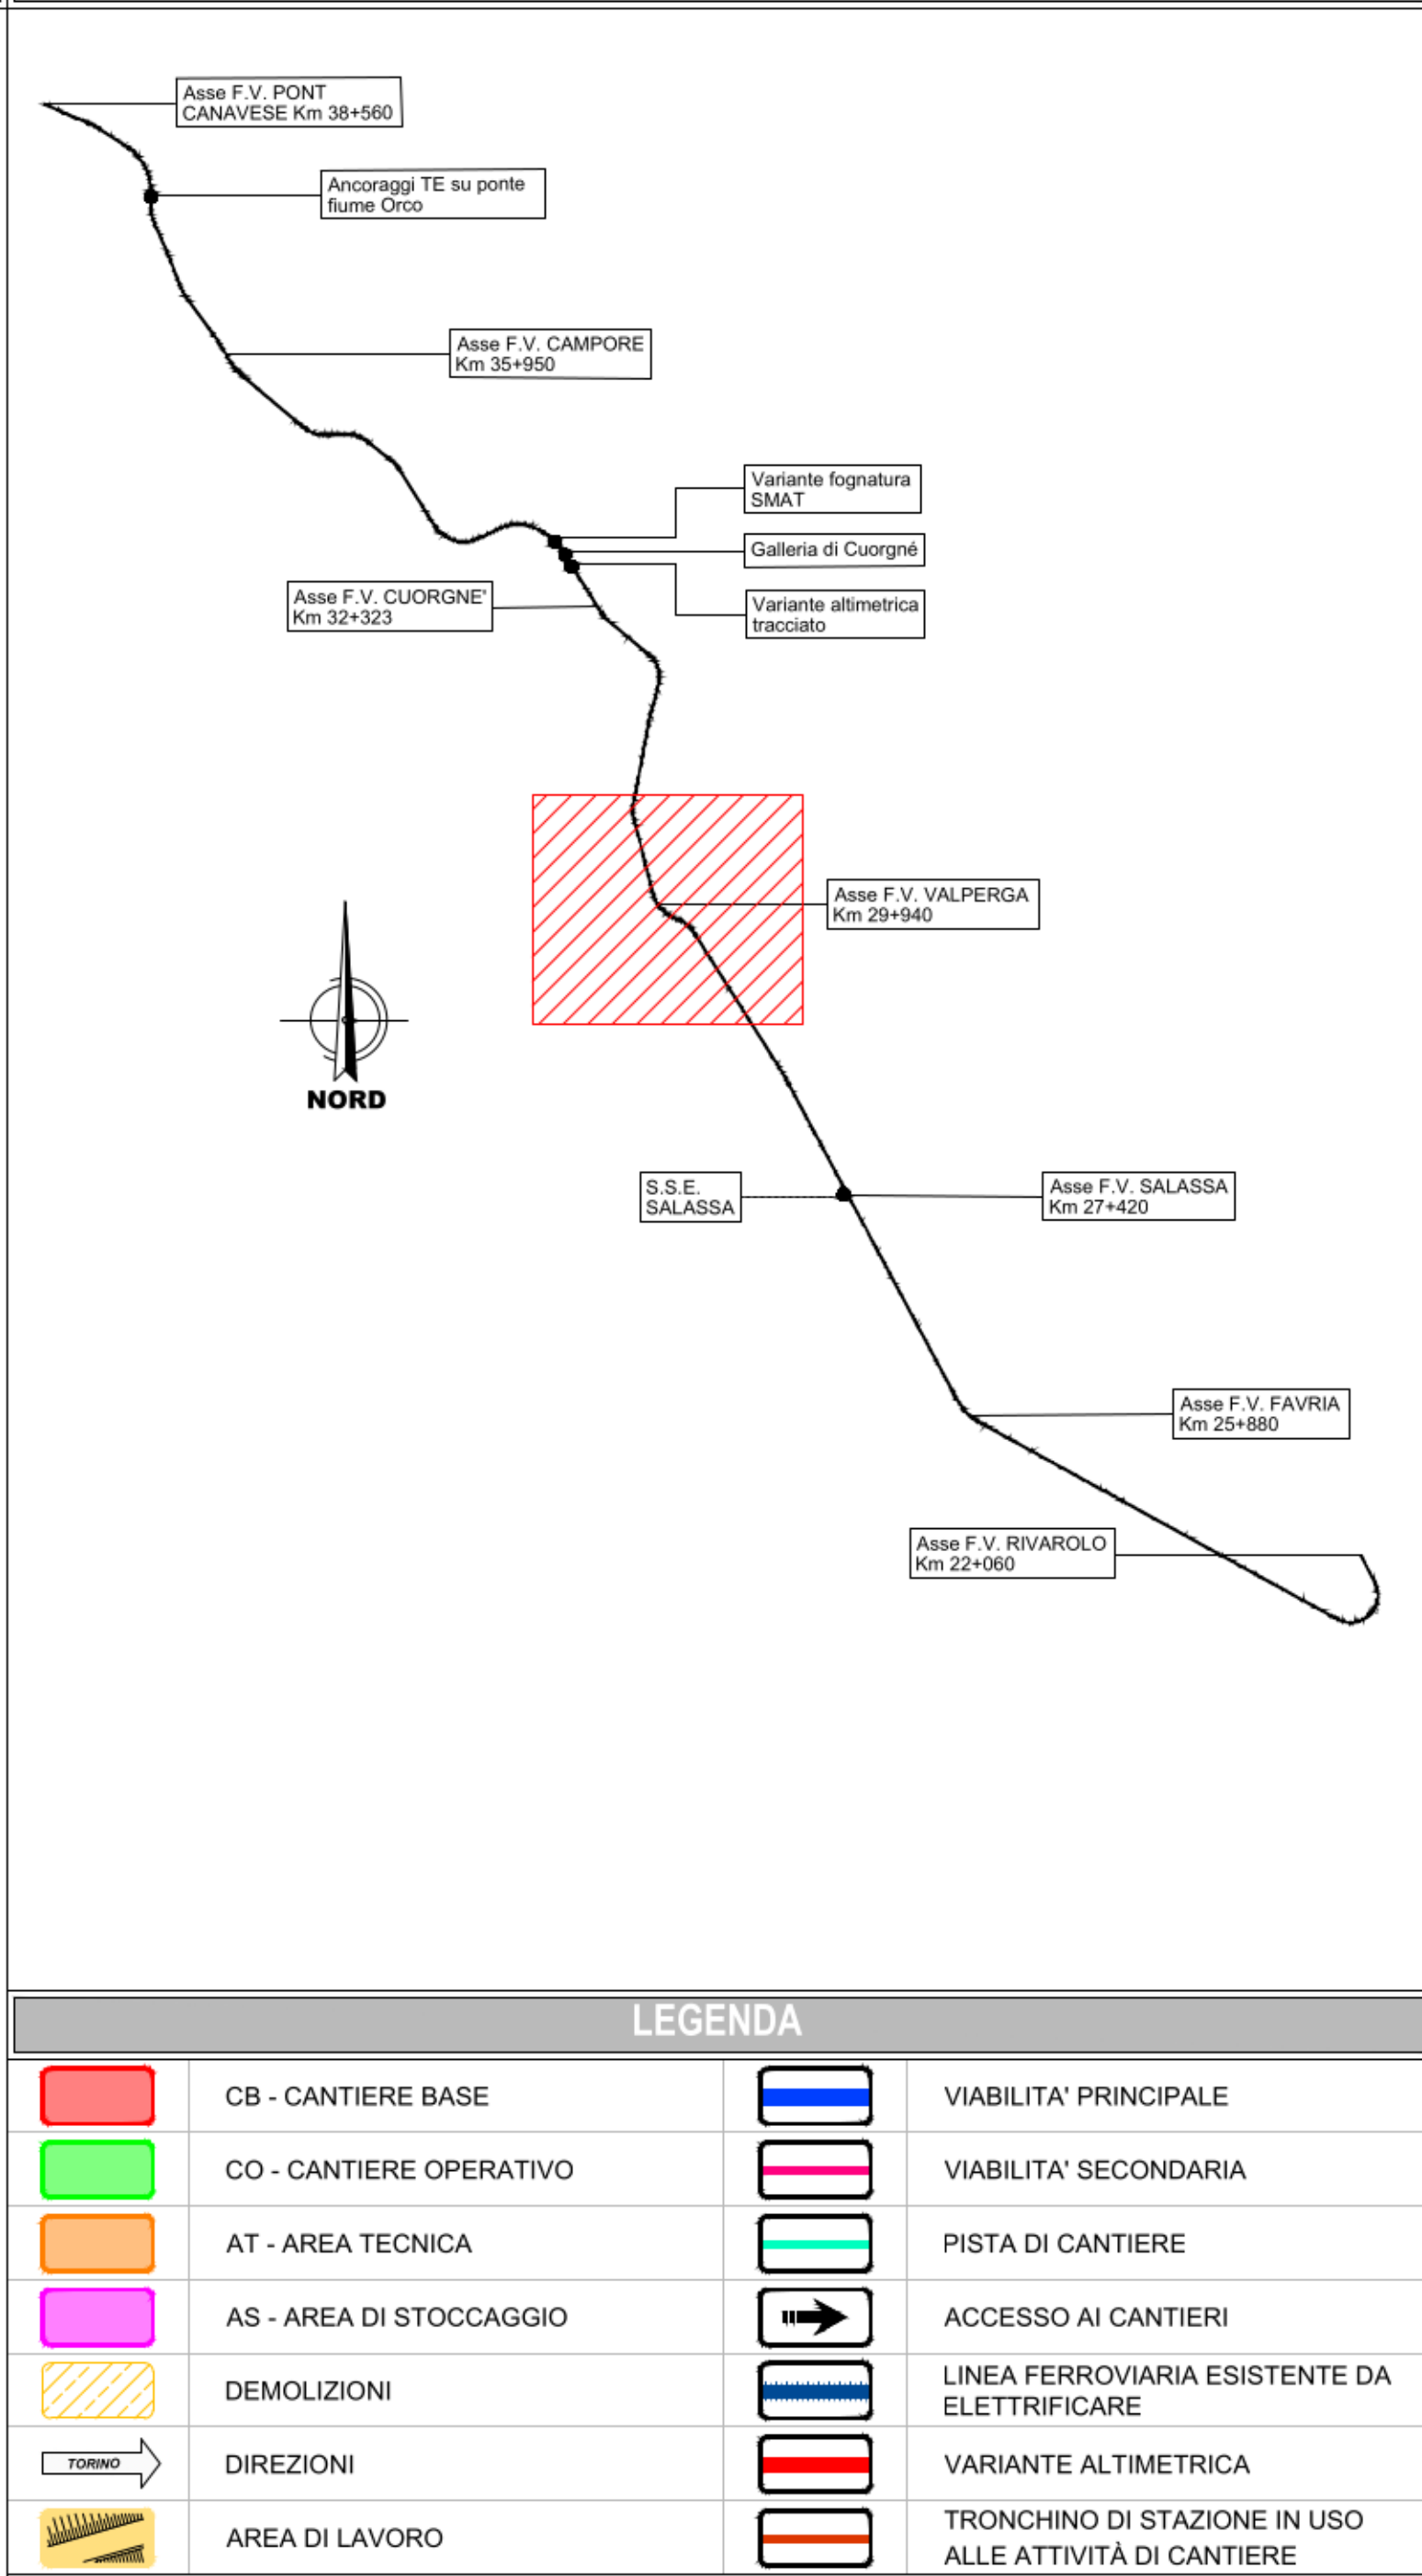 Asse F.V. PONT
CANAVESE Km 38+560
Ancoraggi TE su ponte
fiume Orco
Asse F.V. CAMPORE
Km 35+950
Variante fognatura
SMAT
Galleria di Cuorgné
Asse F.V. CUORGNE'
Km 32+323
Variante altimetrica
tracciato
Asse F.V. VALPERGA
Km 29+940
NORD
S.S.E.
SALASSA
Asse F.V. SALASSA
Km 27+420
Asse F.V. FAVRIA
Km 25+880
Asse F.V. RIVAROLO
Km 22+060
LEGENDA
CB - CANTIERE BASE
VIABILITA' PRINCIPALE
CO - CANTIERE OPERATIVO
VIABILITA' SECONDARIA
AT - AREA TECNICA
PISTA DI CANTIERE
AS - AREA DI STOCCAGGIO
ACCESSO AI CANTIERI
DEMOLIZIONI
LINEA FERROVIARIA ESISTENTE DA
ELETTRIFICARE
TORINO
DIREZIONI
VARIANTE ALTIMETRICA
AREA DI LAVORO
TRONCHINO DI STAZIONE IN USO
ALLE ATTIVITÀ DI CANTIERE